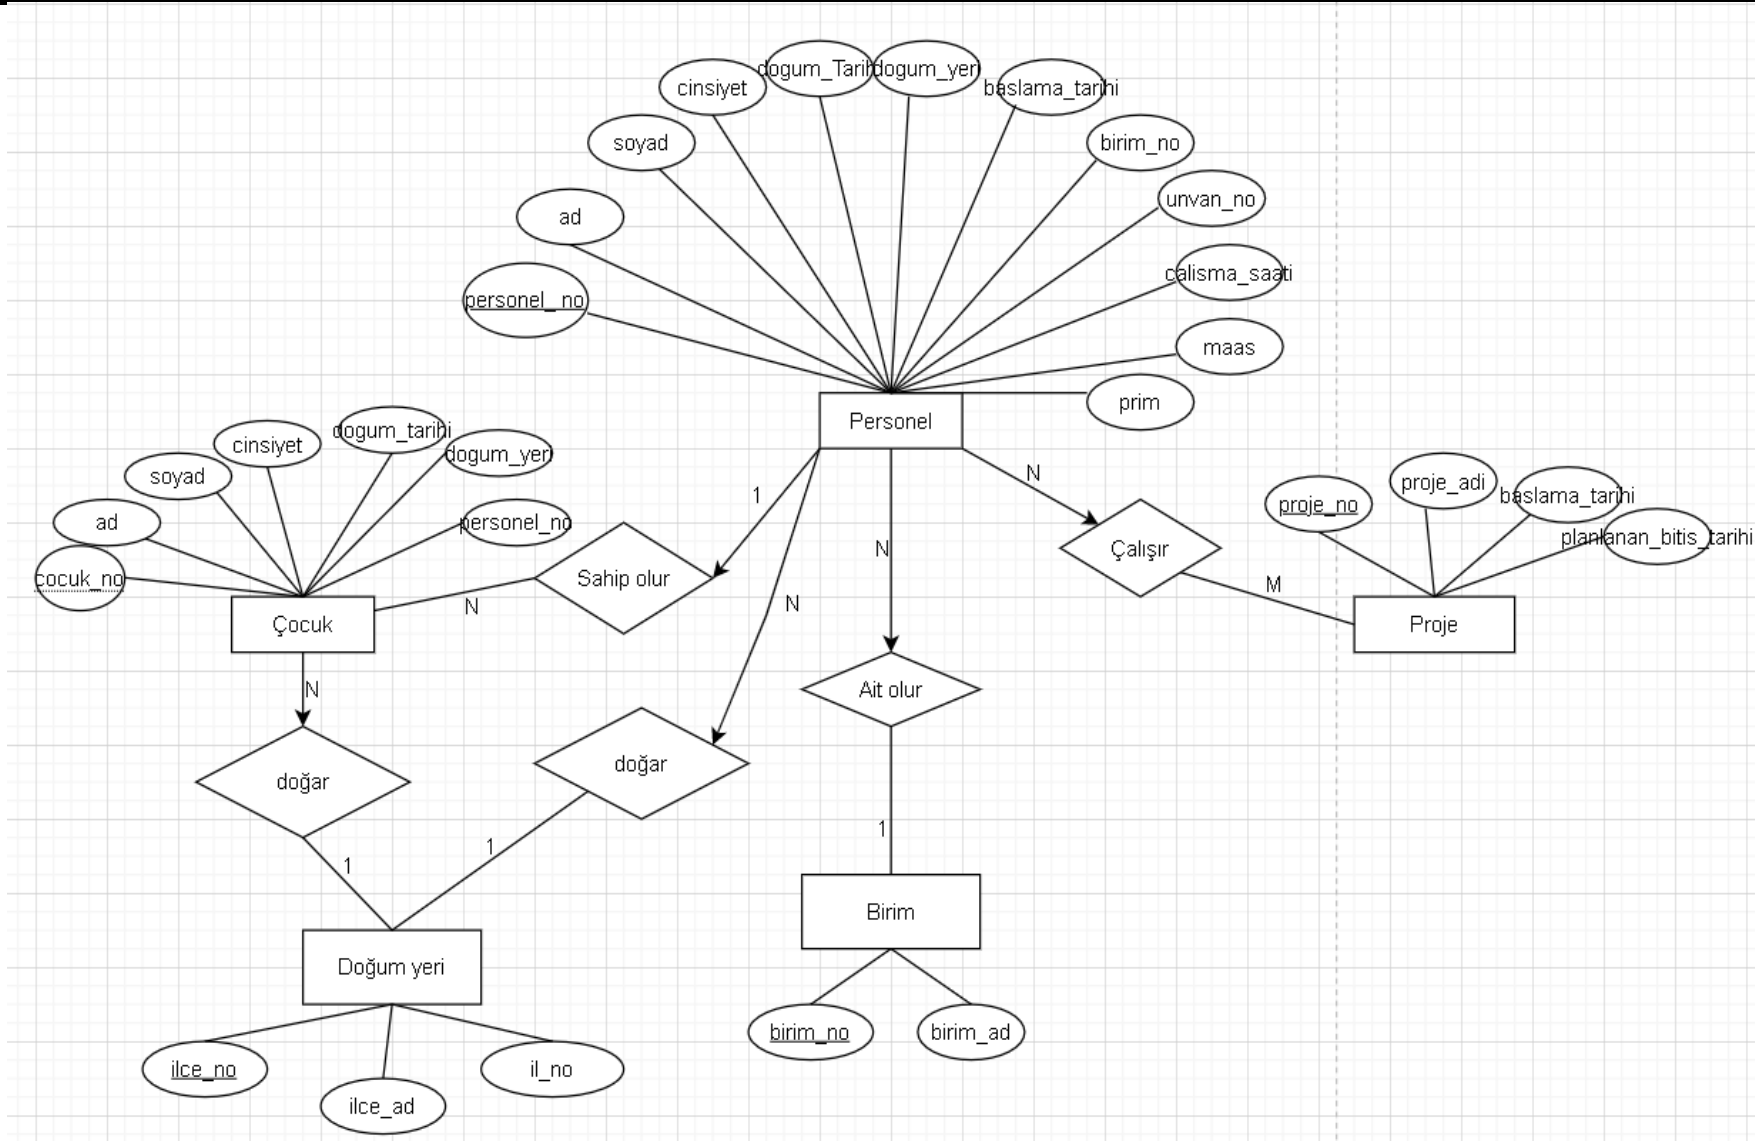 dogum_Tarih
dogum_yeri
cinsiyet
baslama_tarihi
soyad
birim_no
unvan_no
ad
calisma_saati
personel_no
maas
prim
Personel
dogum_tarihi
cinsiyet
dogum_yeri
soyad
ad
personel_no
cocuk_no
Çocuk
1
N
Sahip olur
N
N
N
Çalışır
M
proje_adi
proje_no
baslama_tarihi
planlanan_bitis_tarihi
Proje
N
doğar
1
doğar
1
Ait olur
1
Birim
birim_no
birim_ad
Doğum yeri
ilce_no
ilce_ad
il_no